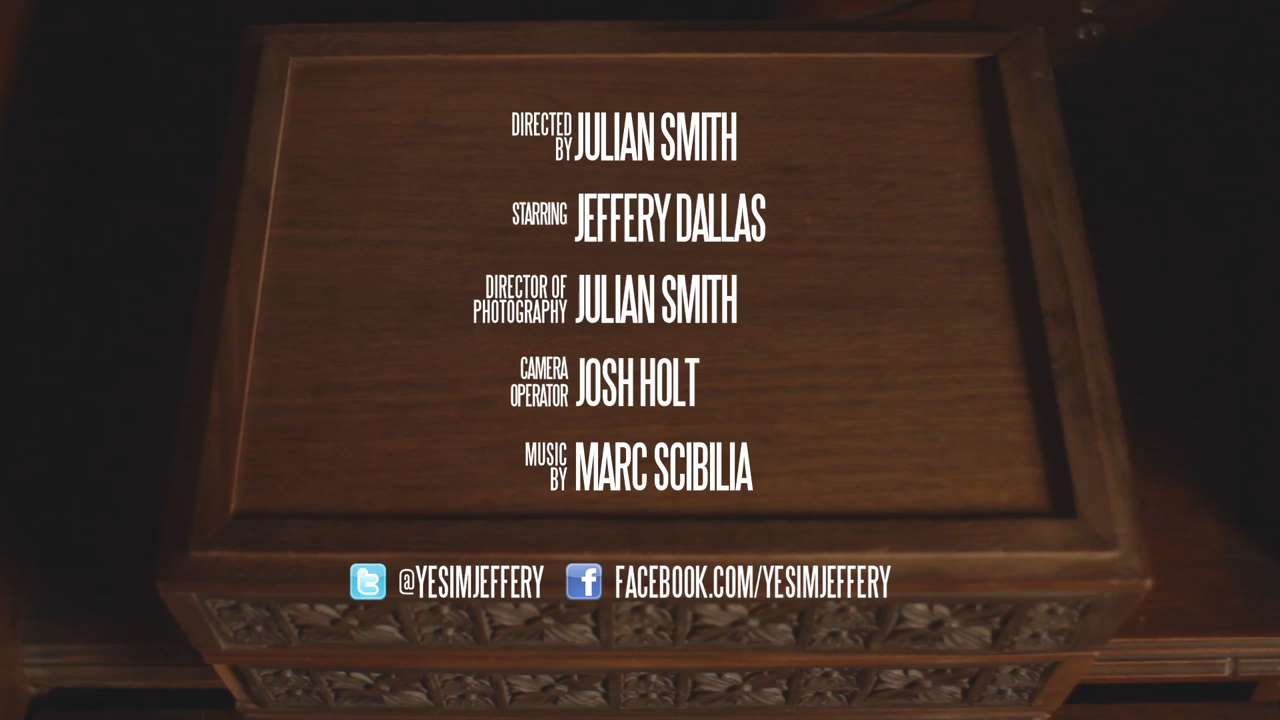 DIRECTED
BY JULIAN SMITH
STARRING JEFFERY DALLAS
DIRECTOR OF
PHOTOGRAPHY JULIAN SMITH
CAMERA
OPERATOR JOSH HOLT
MUSIC
BY MARC SCIBILIA
@YESIMJEFFERY FACEBOOK.COM/YESIMJEFFERY